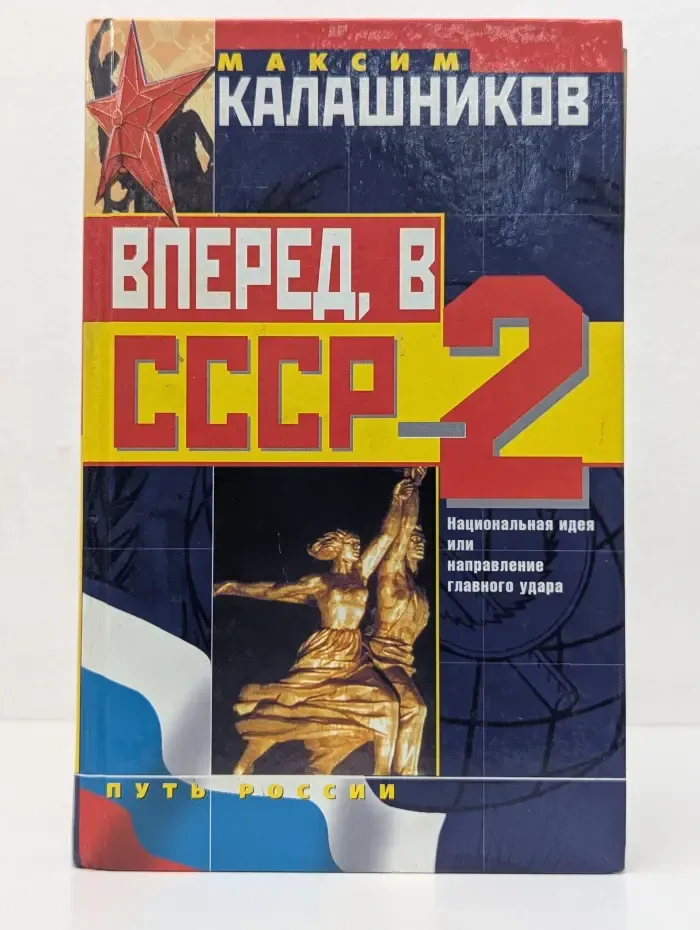 МАКСИМ
КАЛАШНИКОВ
ВПЕРЕД, В
СССР-2
Национальная идея
или
направление
главного удара
ПУТЬ РОССИИ